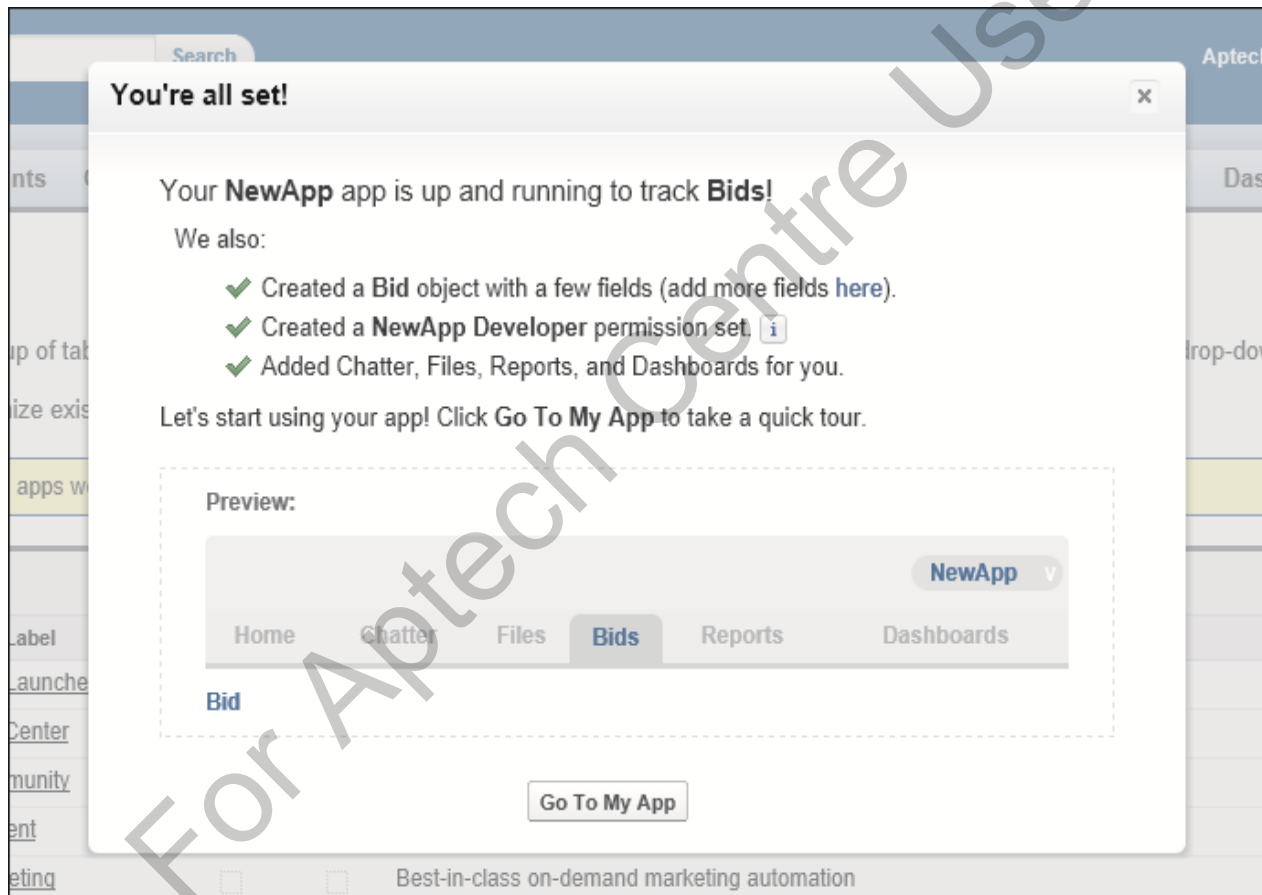 Search
Aptech
You're all set!
x
nts
Das
Your NewApp app is up and running to track Bids!
We also:
Created a Bid object with a few fields (add more fields here).
Created a NewApp Developer permission set. i
up of tab
drop-dov
Added Chatter, Files, Reports, and Dashboards for you.
ize exis
Let's start using your app! Click Go To My App to take a quick tour.
apps w
Preview:
NewApp v
Label
Home Chatter Files Bids Reports Dashboards
Launche
Bid
Center
munity
Go To My App
ent
eting
Best-in-class on-demand marketing automation
For Aptech Centre Use